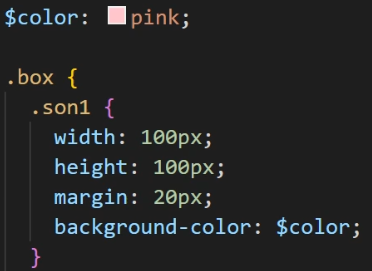 $color: pink;
.box {
.son1 {
width: 100px;
height: 100px;
margin: 20px;
background-color: $color;
}